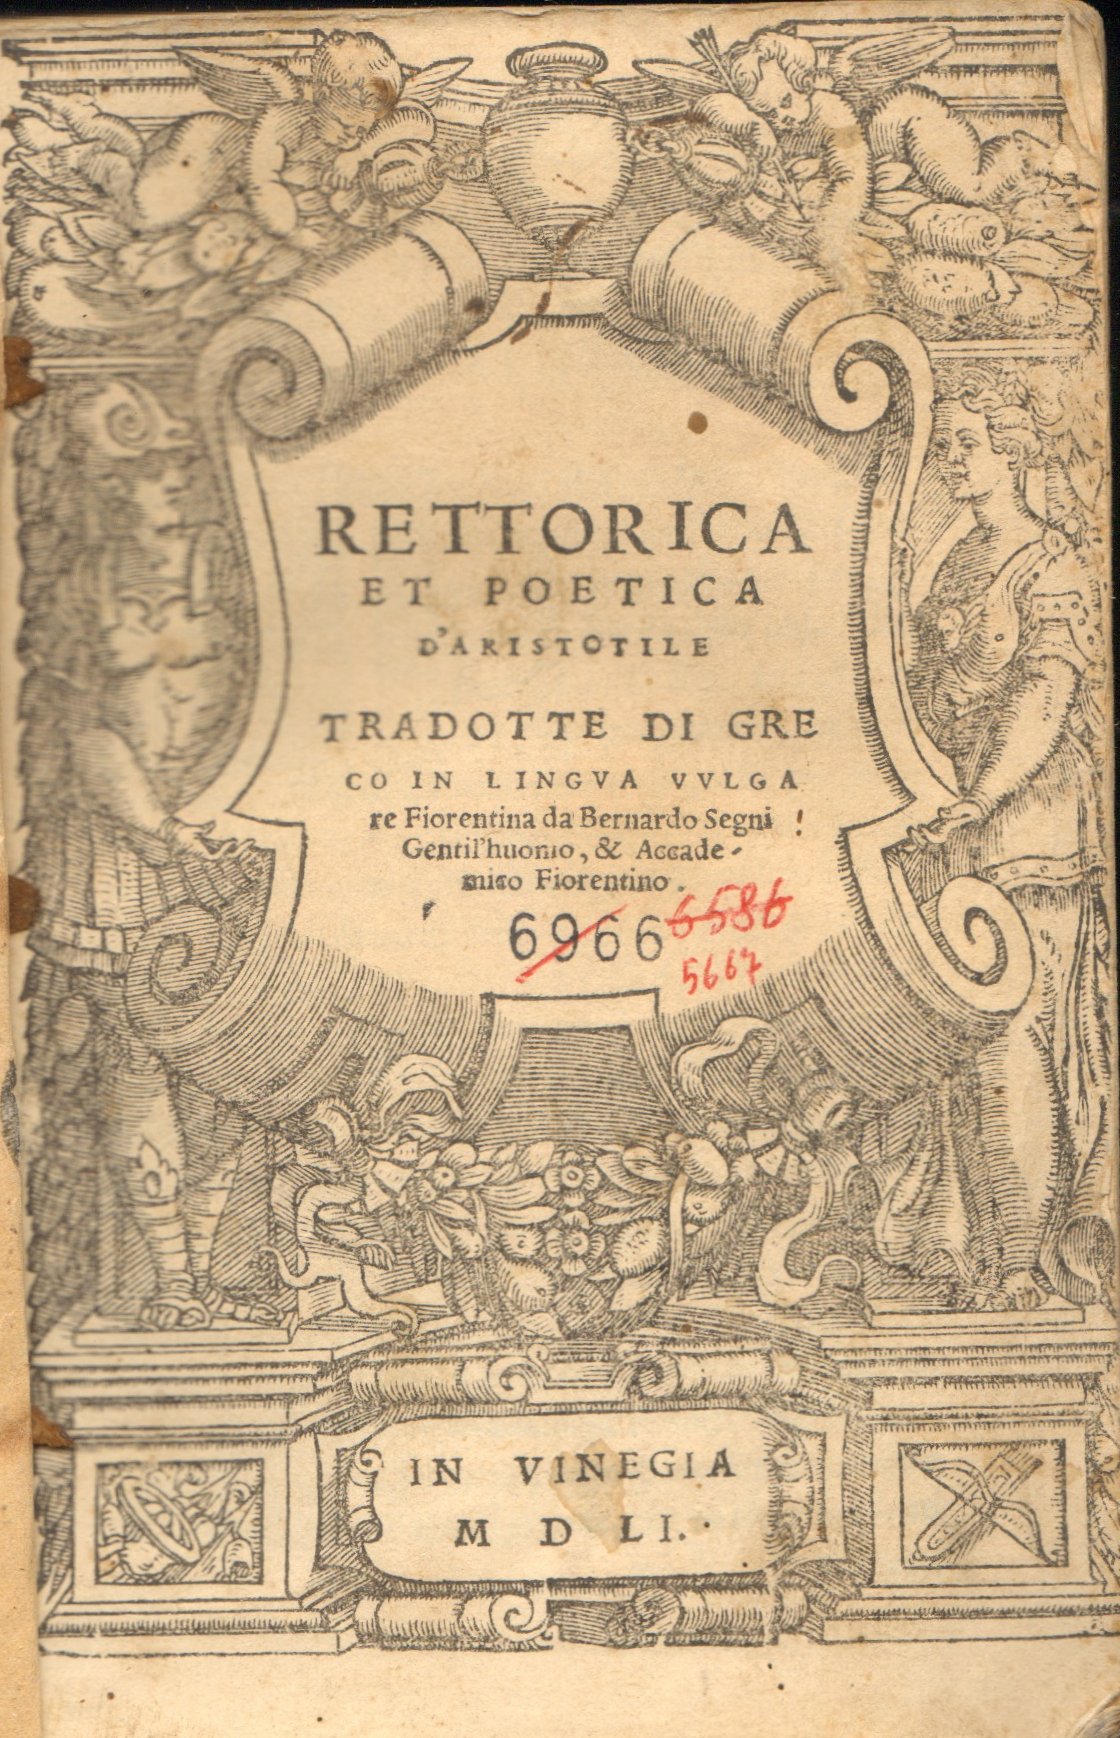 RETTORICA
ET POETICA
D'ARISTOTILE
TRADOTTE DI GRE
CO IN LINGVA VVLGA
re Fiorentina da Bernardo Segni
Gentil'huomo, & Accade-
mico Fiorentino.
6966 6586
5667
IN VINEGIA
M D LI.